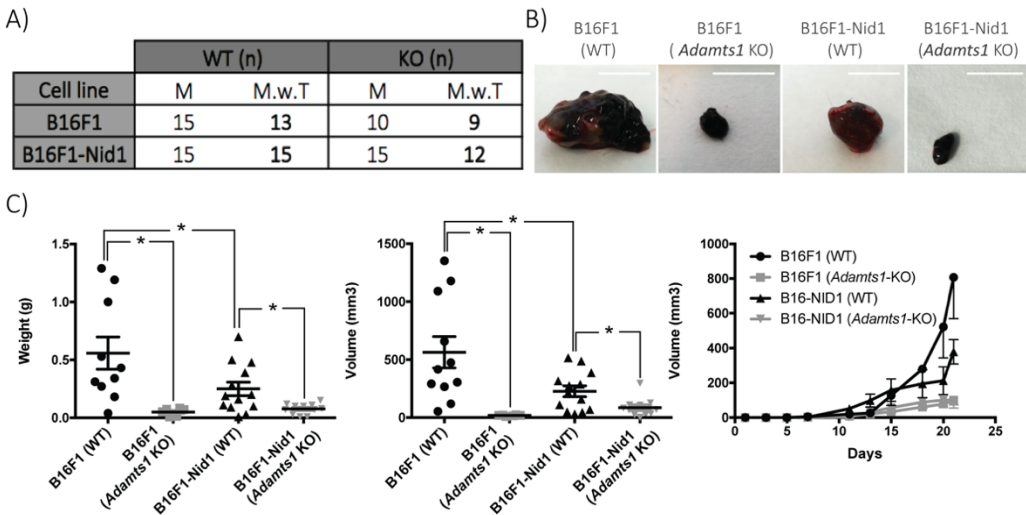 A)
WT (n) KO (n)
Cell line M M.w.T M M.w.T
B16F1 15 13 10 9
B16F1-Nid1 15 15 15 12
B)
B16F1
(WT)
B16F1
( Adamts1 KO)
B16F1-Nid1
(WT)
B16F1-Nid1
(Adamts1 KO)
C)
Weight (g)
1.5
1.0
0.5
0.0
*
*
*
B16F1 (WT)
B16F1
(Adamts1 KO)
B16F1-Nid1 (WT)
B16F1-Nid1
(Adamts1 KO)
Volume (mm3)
1500
1000
500
0
*
*
*
B16F1 (WT)
B16F1
(Adamts1 KO)
B16F1-Nid1 (WT)
B16F1-Nid1
(Adamts1 KO)
Volume (mm3)
800
600
400
200
0
B16F1 (WT)
B16F1 (Adamts1-KO)
B16-NID1 (WT)
B16-NID1 (Adamts1-KO)
0 5 10 15 20 25
Days